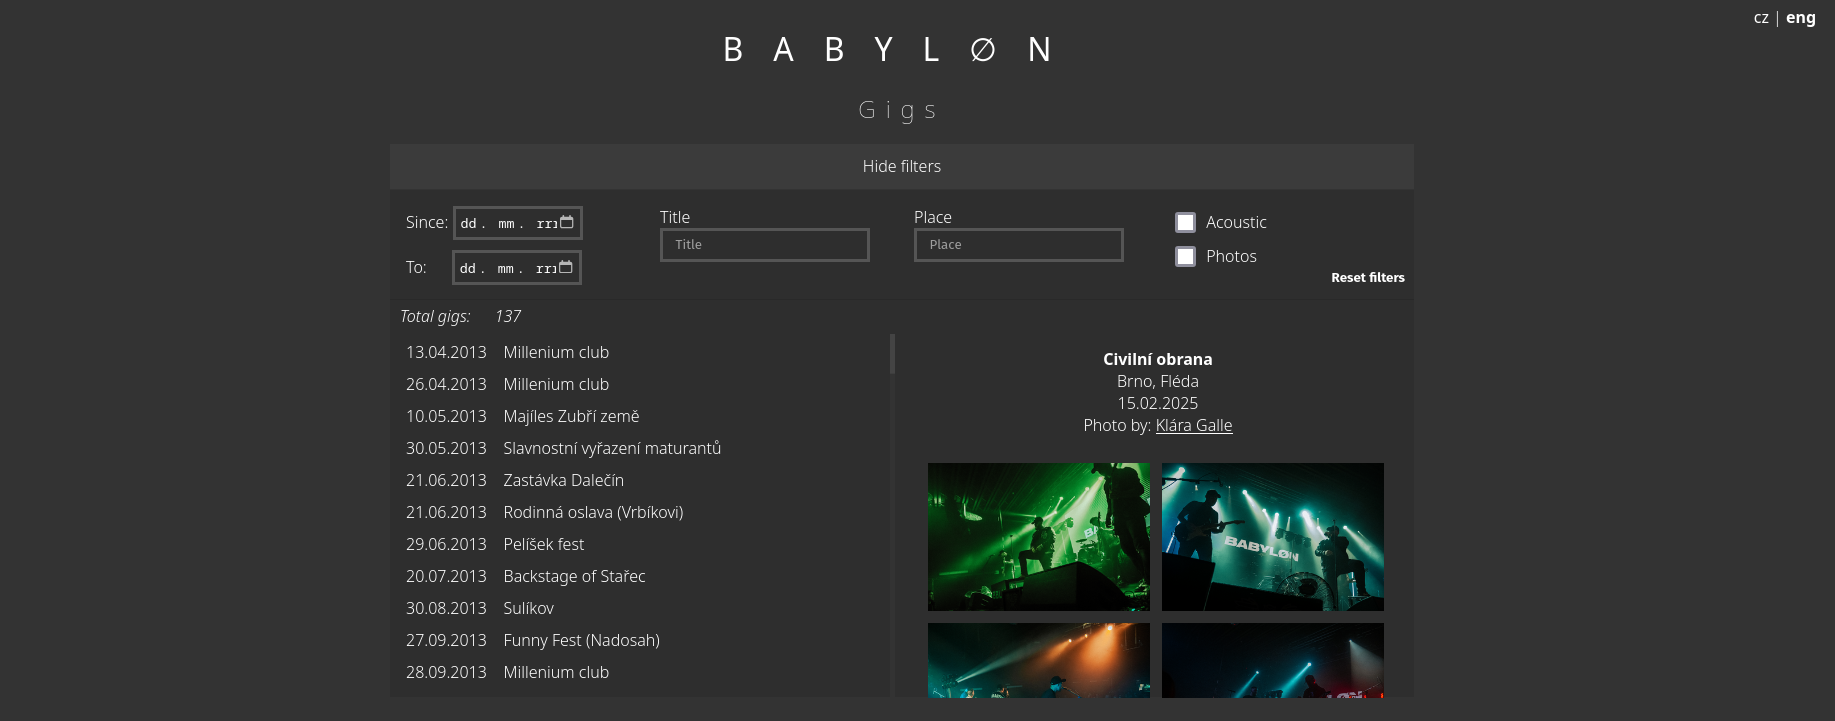 cz | eng
B A B Y L Ø N
Gigs
Hide filters
Since: dd. mm. rrr
To: dd. mm. rrr
Title
Title
Place
Place
Acoustic
Photos
Reset filters
Total gigs: 137
13.04.2013 Millenium club
26.04.2013 Millenium club
10.05.2013 Majíles Zubří země
30.05.2013 Slavnostní vyřazení maturantů
21.06.2013 Zastávka Dalečín
21.06.2013 Rodinná oslava (Vrbíkovi)
29.06.2013 Pelíšek fest
20.07.2013 Backstage of Stařec
30.08.2013 Sulíkov
27.09.2013 Funny Fest (Nadosah)
28.09.2013 Millenium club
Civilní obrana
Brno, Fléda
15.02.2025
Photo by: Klára Galle
BABYLØN